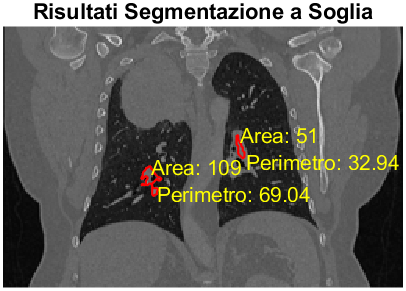 Risultati Segmentazione a Soglia
Area: 51
Perimetro: 32.94
Area: 109
Perimetro: 69.04